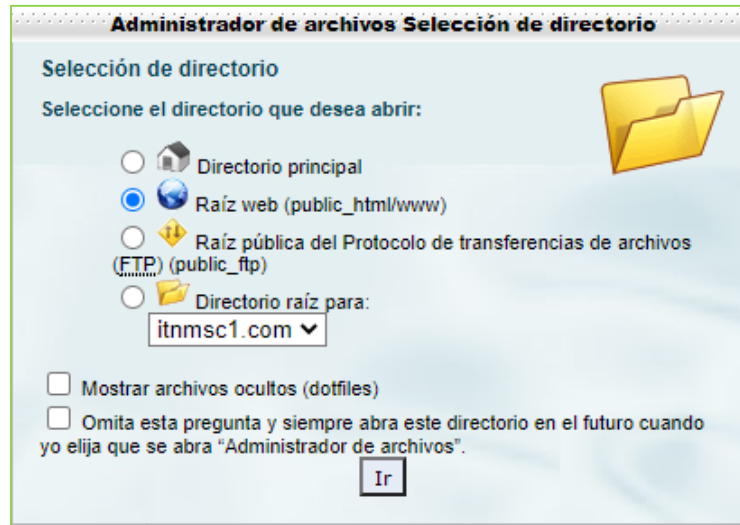 Administrador de archivos Selección de directorio
Selección de directorio
Seleccione el directorio que desea abrir:
Directorio principal
Raíz web (public_html/www)
Raíz pública del Protocolo de transferencias de archivos
(FTP) (public_ftp)
Directorio raíz para:
itnmsc1.com
Mostrar archivos ocultos (dotfiles)
Omita esta pregunta y siempre abra este directorio en el futuro cuando
yo elija que se abra “Administrador de archivos”.
Ir